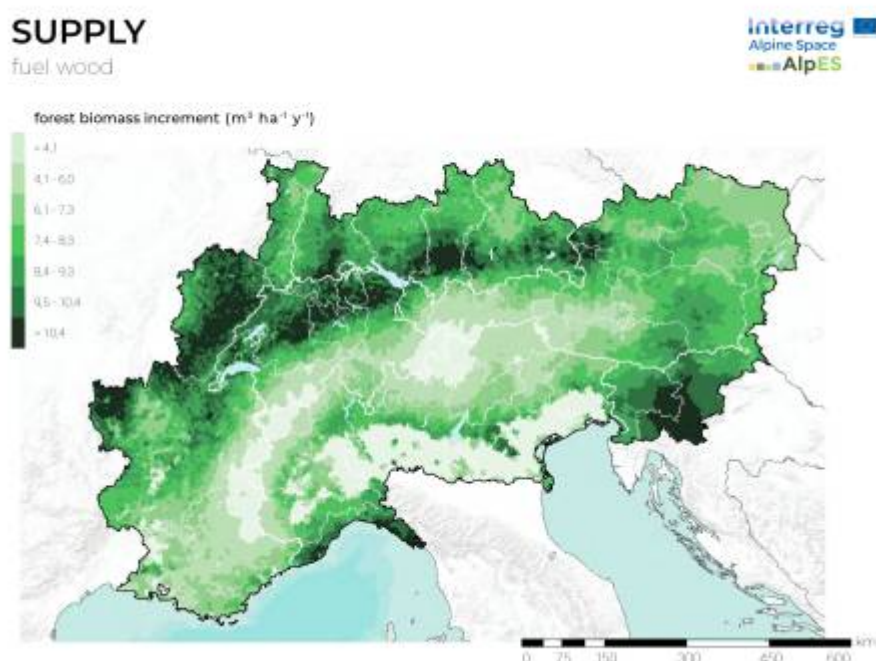 SUPPLY
fuel wood
Interreg
Alpine Space
AlpES
forest biomass increment (m³ ha⁻¹ y⁻¹)
< 4,1
4,1 - 6,0
6,1 - 7,3
7,4 - 8,3
8,4 - 9,3
9,5 - 10,4
> 10,4
km
0 75 150 300 450 600